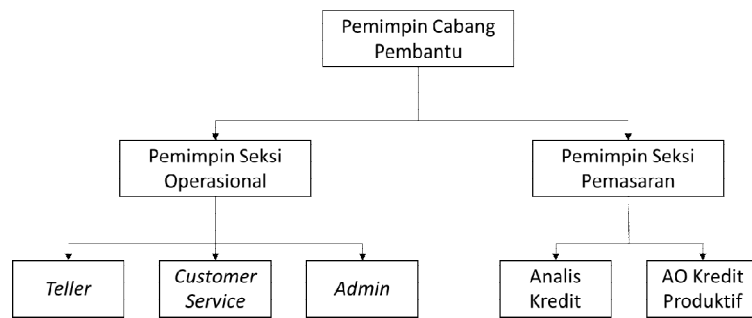 Pemimpin Cabang
Pembantu
Pemimpin Seksi
Operasional
Pemimpin Seksi
Pemasaran
Teller
Customer
Service
Admin
Analis
Kredit
AO Kredit
Produktif